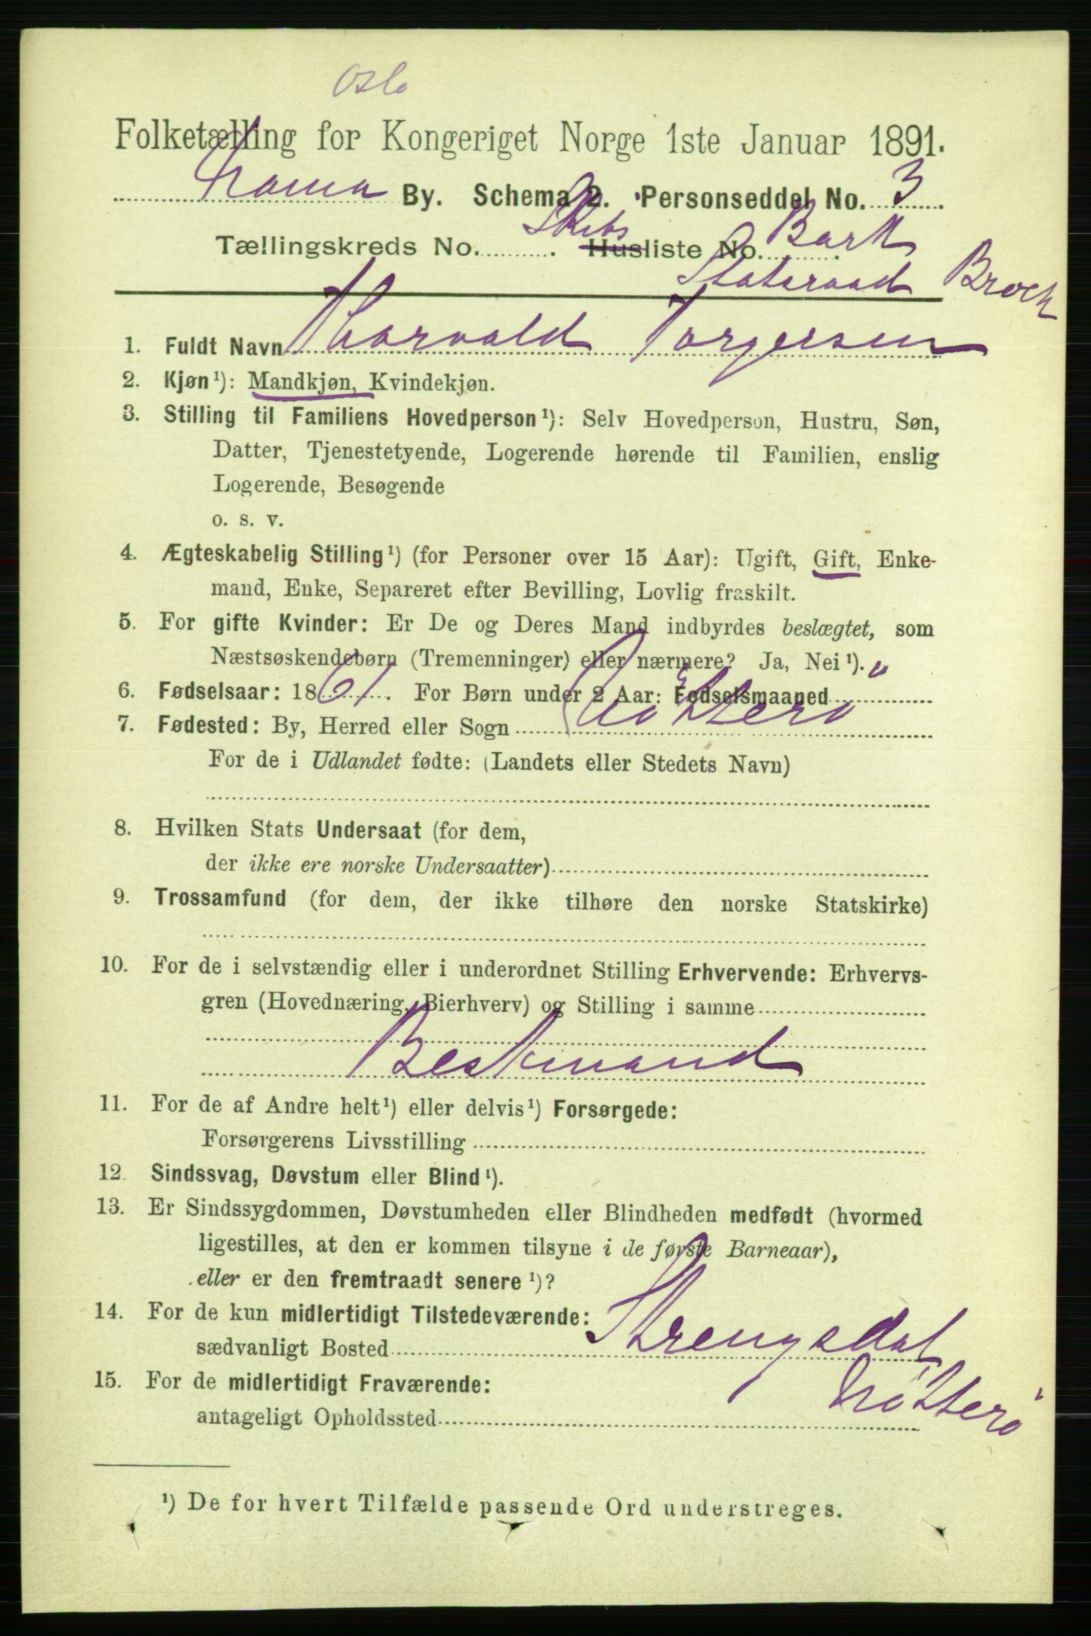 Oslo
Folketælling for Kongeriget Norge 1ste Januar 1891.
By. Schema 2. Personseddel No. 3
Tællingskreds No. . Skibs Husliste No. Bark
Statsraad Broch
1. Fuldt Navn Thorvald Torgersen
2. Kjøn¹): Mandkjøn, Kvindekjøn.
3. Stilling til Familiens Hovedperson¹): Selv Hovedperson, Hustru, Søn,
Datter, Tjenestetyende, Logerende hørende til Familien, enslig
Logerende, Besøgende
o. s. v.
4. Ægteskabelig Stilling¹) (for Personer over 15 Aar): Ugift, Gift, Enke-
mand, Enke, Separeret efter Bevilling, Lovlig fraskilt.
5. For gifte Kvinder: Er De og Deres Mand indbyrdes beslægtet, som
Næstsøskendebørn (Tremenninger) eller nærmere? Ja, Nei¹). "
6. Fødselsaar: 1861. For Børn under 2 Aar: Fødselsmaaned
7. Fødested: By, Herred eller Sogn Nötterö
For de i Udlandet fødte: (Landets eller Stedets Navn)
8. Hvilken Stats Undersaat (for dem,
der ikke ere norske Undersaatter)
9. Trossamfund (for dem, der ikke tilhøre den norske Statskirke)
10. For de i selvstændig eller i underordnet Stilling Erhvervende: Erhvervs-
gren (Hovednæring, Bierhverv) og Stilling i samme
Bestmand
11. For de af Andre helt¹) eller delvis¹) Forsørgede:
Forsørgerens Livsstilling
12. Sindssvag, Døvstum eller Blind¹).
13. Er Sindssygdommen, Døvstumheden eller Blindheden medfødt (hvormed
ligestilles, at den er kommen tilsyne i de første Barneaar),
eller er den fremtraadt senere¹)?
14. For de kun midlertidigt Tilstedeværende:
sædvanligt Bosted Strengsdal
Nötterö
15. For de midlertidigt Fraværende:
antageligt Opholdssted
¹) De for hvert Tilfælde passende Ord understreges.